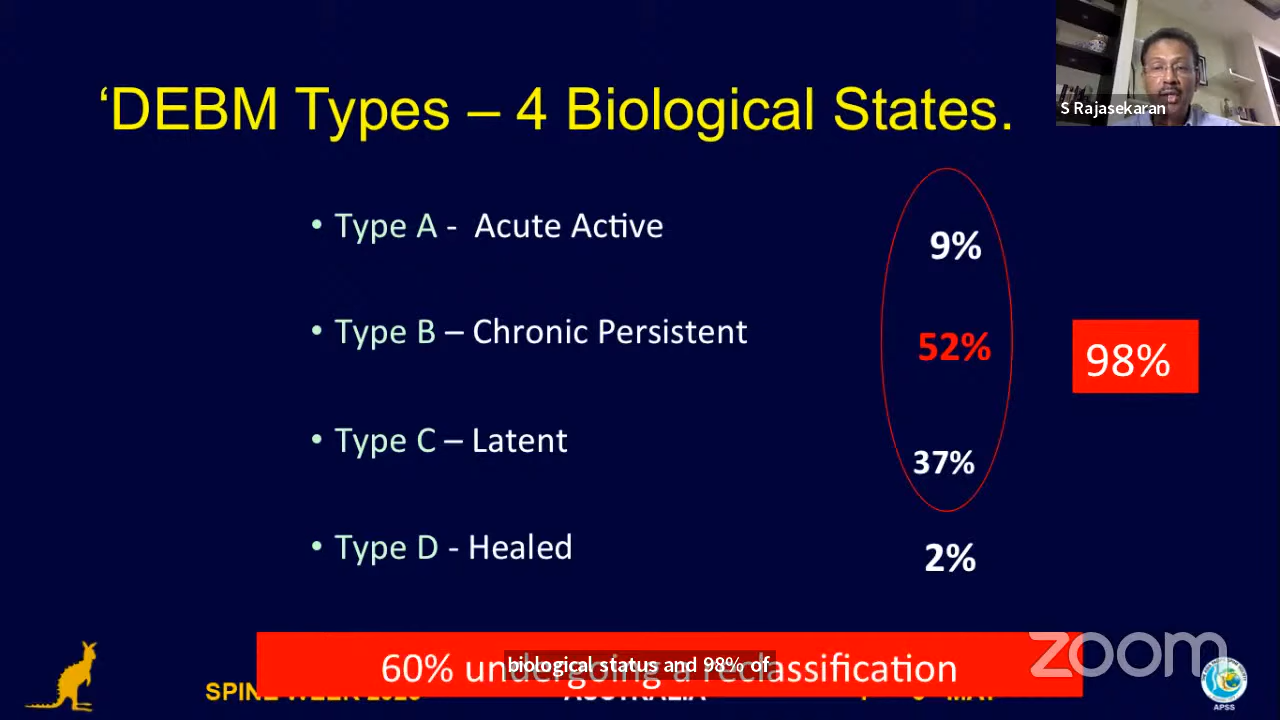 ‘DEBM Types – 4 Biological States.
S Rajasekaran
• Type A - Acute Active
9%
• Type B – Chronic Persistent
52%
98%
• Type C – Latent
37%
• Type D - Healed
2%
60% undergoing a reclassification
biological status and 98% of
zoom
SPINE WEEK
AUSTRALIA
MAY
APSS